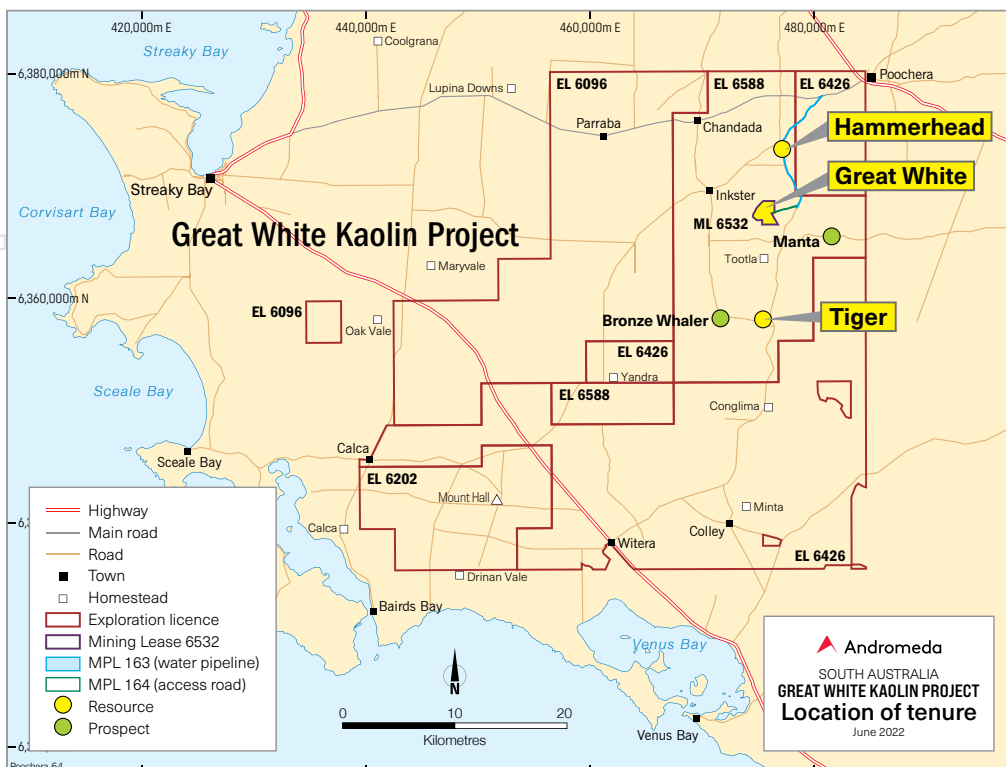 420,000m E
440,000m E
460,000m E
480,000m E
Streaky Bay
Coolgrana
6,380,000m N
Poochera
EL 6096
EL 6588
EL 6426
Lupina Downs
Parraba
Chandada
Hammerhead
Streaky Bay
Inkster
Great White
Corvisart Bay
ML 6532
Great White Kaolin Project
Manta
Tootla
Maryvale
6,360,000m N
EL 6096
Oak Vale
Bronze Whaler
Tiger
EL 6426
Yandra
Sceale Bay
EL 6588
Conglima
Calca
Sceale Bay
EL 6202
Mount Hall
Minta
Calca
Colley
Witera
EL 6426
Drinan Vale
Bairds Bay
Venus Bay
Venus Bay
Highway
Main road
Road
Town
Homestead
Exploration licence
Mining Lease 6532
MPL 163 (water pipeline)
MPL 164 (access road)
Resource
Prospect
N
0 10 20
Kilometres
Andromeda
SOUTH AUSTRALIA
GREAT WHITE KAOLIN PROJECT
Location of tenure
June 2022